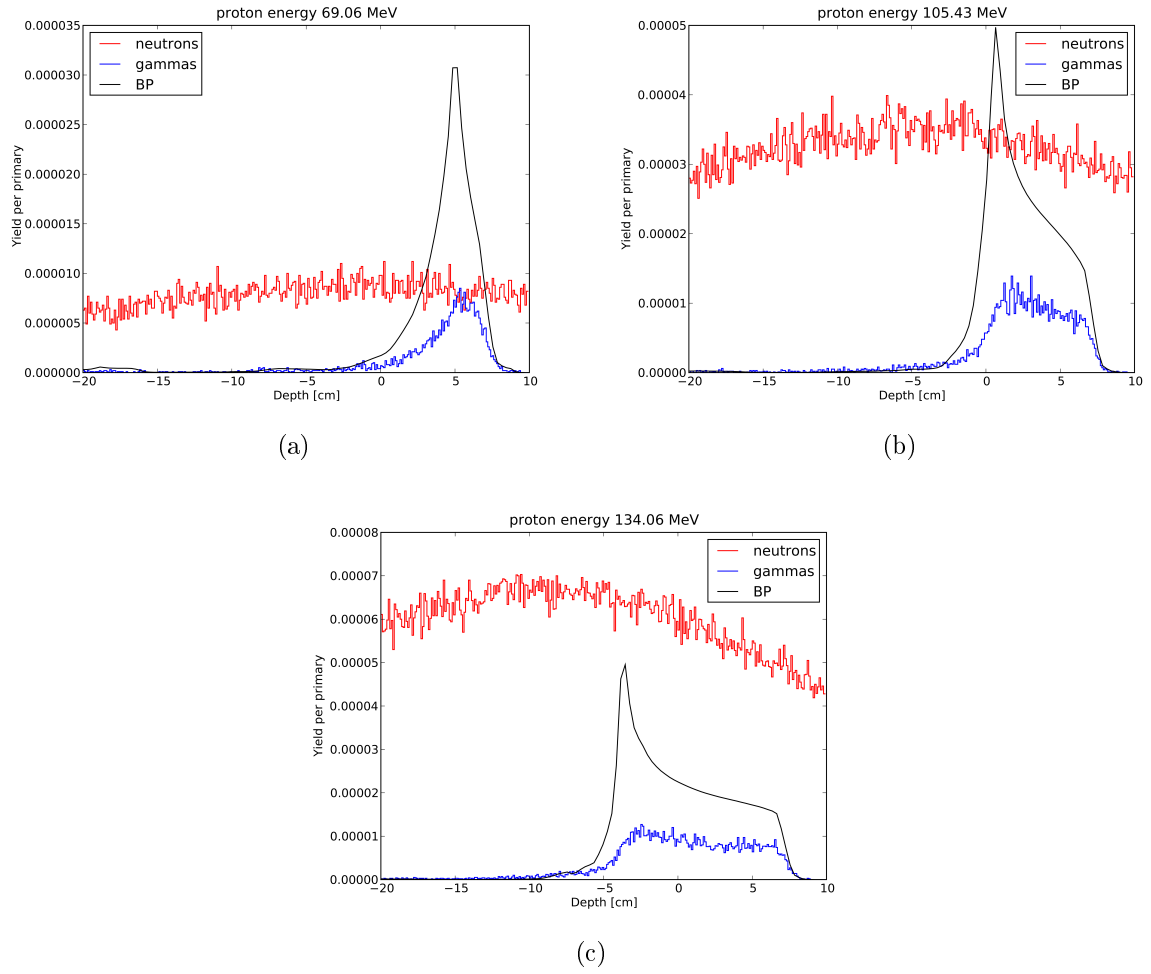 proton energy 69.06 MeV
0.000035
0.000030
0.000025
0.000020
0.000015
0.000010
0.000005
0.000000
Yield per primary
neutrons
gammas
BP
−20 −15 −10 −5 0 5 10
Depth [cm]
(a)
proton energy 105.43 MeV
0.00005
0.00004
0.00003
0.00002
0.00001
0.00000
Yield per primary
neutrons
gammas
BP
−20 −15 −10 −5 0 5 10
Depth [cm]
(b)
proton energy 134.06 MeV
0.00008
0.00007
0.00006
0.00005
0.00004
0.00003
0.00002
0.00001
0.00000
Yield per primary
neutrons
gammas
BP
−20 −15 −10 −5 0 5 10
Depth [cm]
(c)